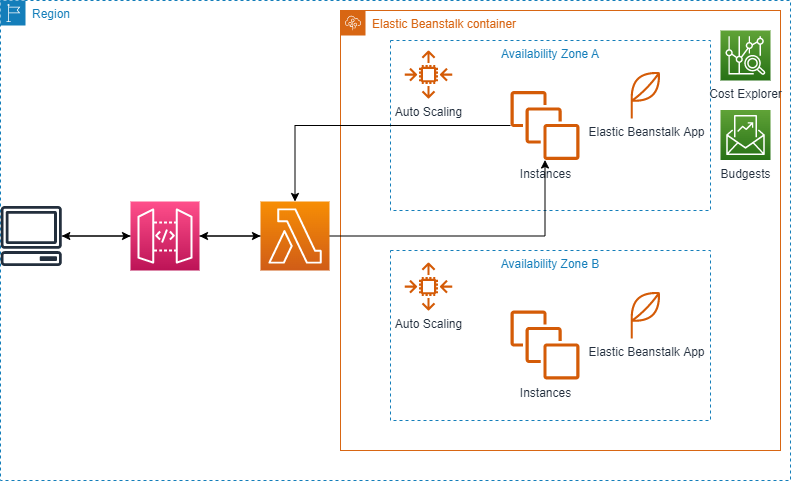 Region
Elastic Beanstalk container
Availability Zone A
Auto Scaling
Elastic Beanstalk App
Instances
Cost Explorer
Budgests
</>
Availability Zone B
Auto Scaling
Elastic Beanstalk App
Instances